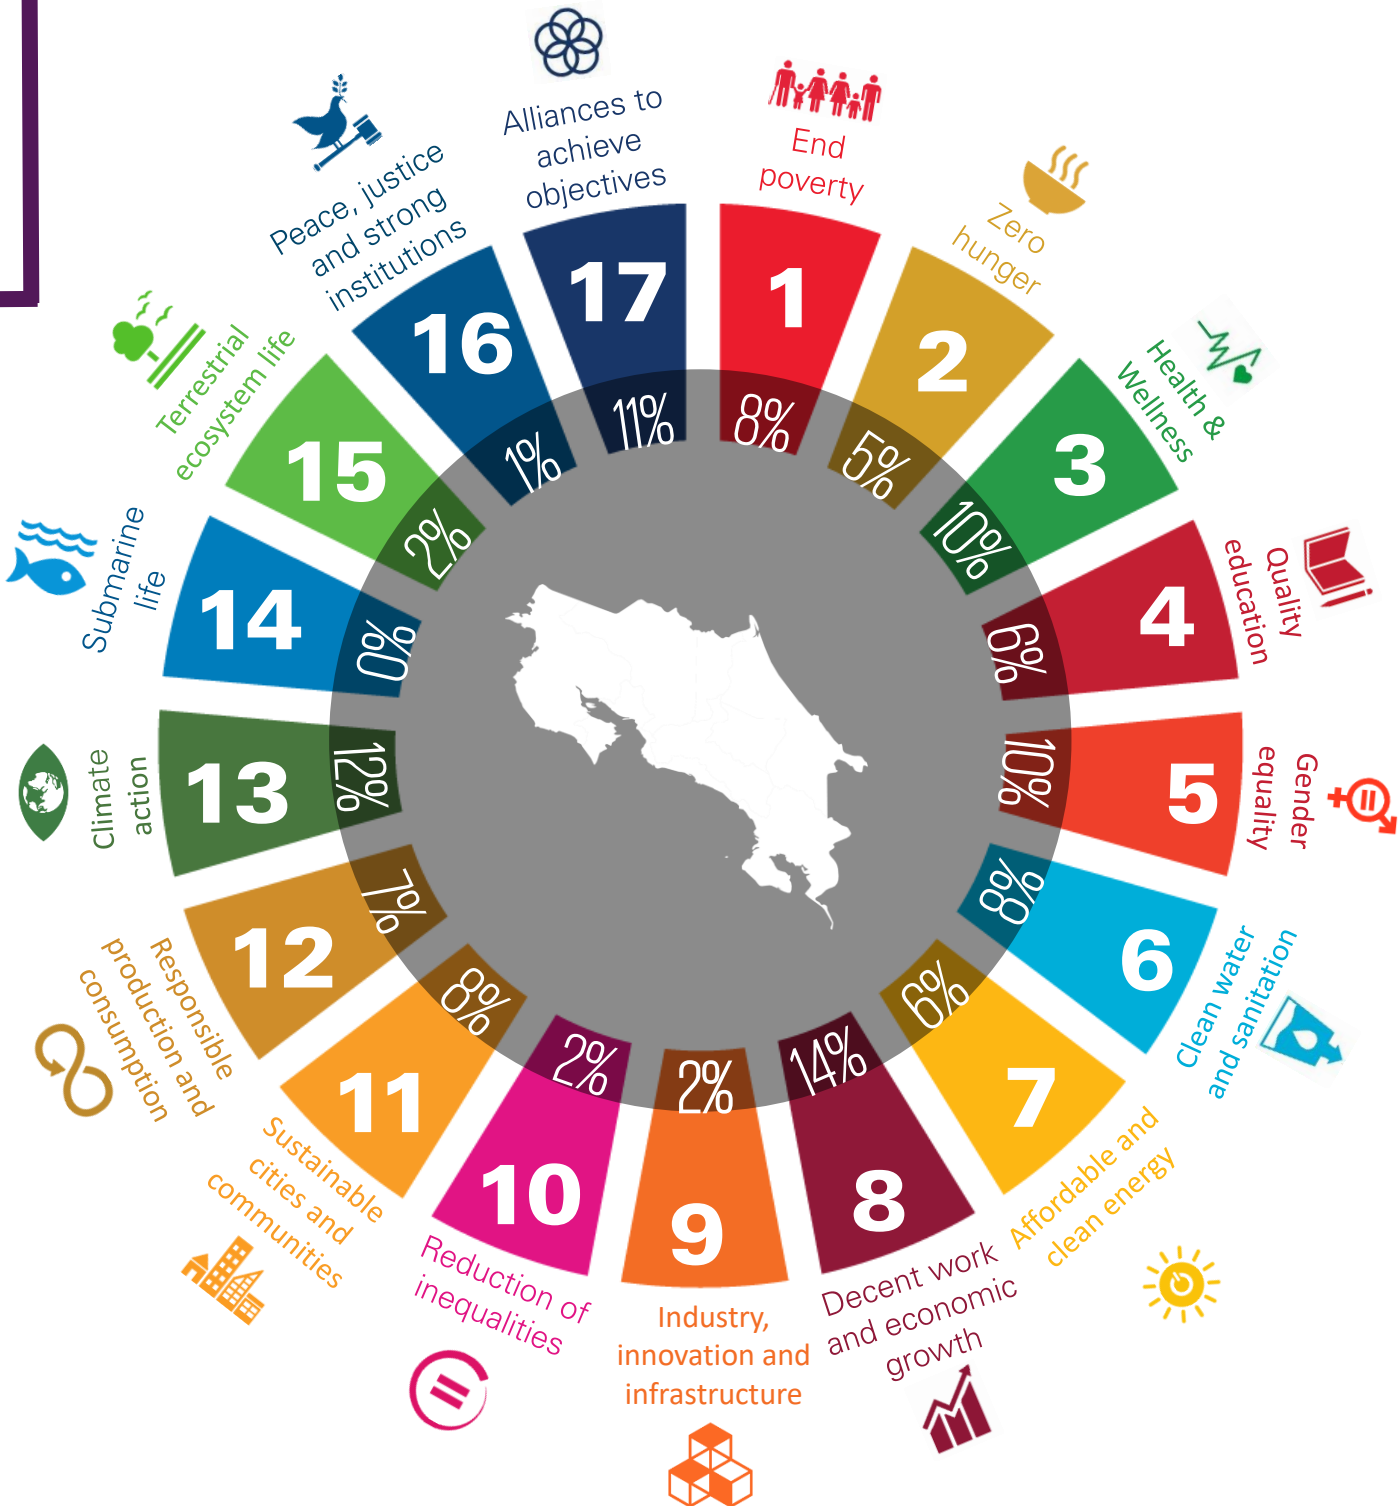 End
poverty
1
8%
Zero
hunger
2
5%
Health &
Wellness
3
10%
Quality
education
4
6%
Gender
equality
5
10%
Clean water
and sanitation
6
8%
Affordable and
clean energy
7
6%
Decent work
and economic
growth
8
14%
Industry,
innovation and
infrastructure
9
2%
Reduction of
inequalities
10
2%
Sustainable
cities and
communities
11
8%
Responsible
production and
consumption
12
7%
Climate
action
13
12%
Submarine
life
14
0%
Terrestrial
ecosystem life
15
2%
Peace, justice
and strong
institutions
16
1%
Alliances to
achieve
objectives
17
11%